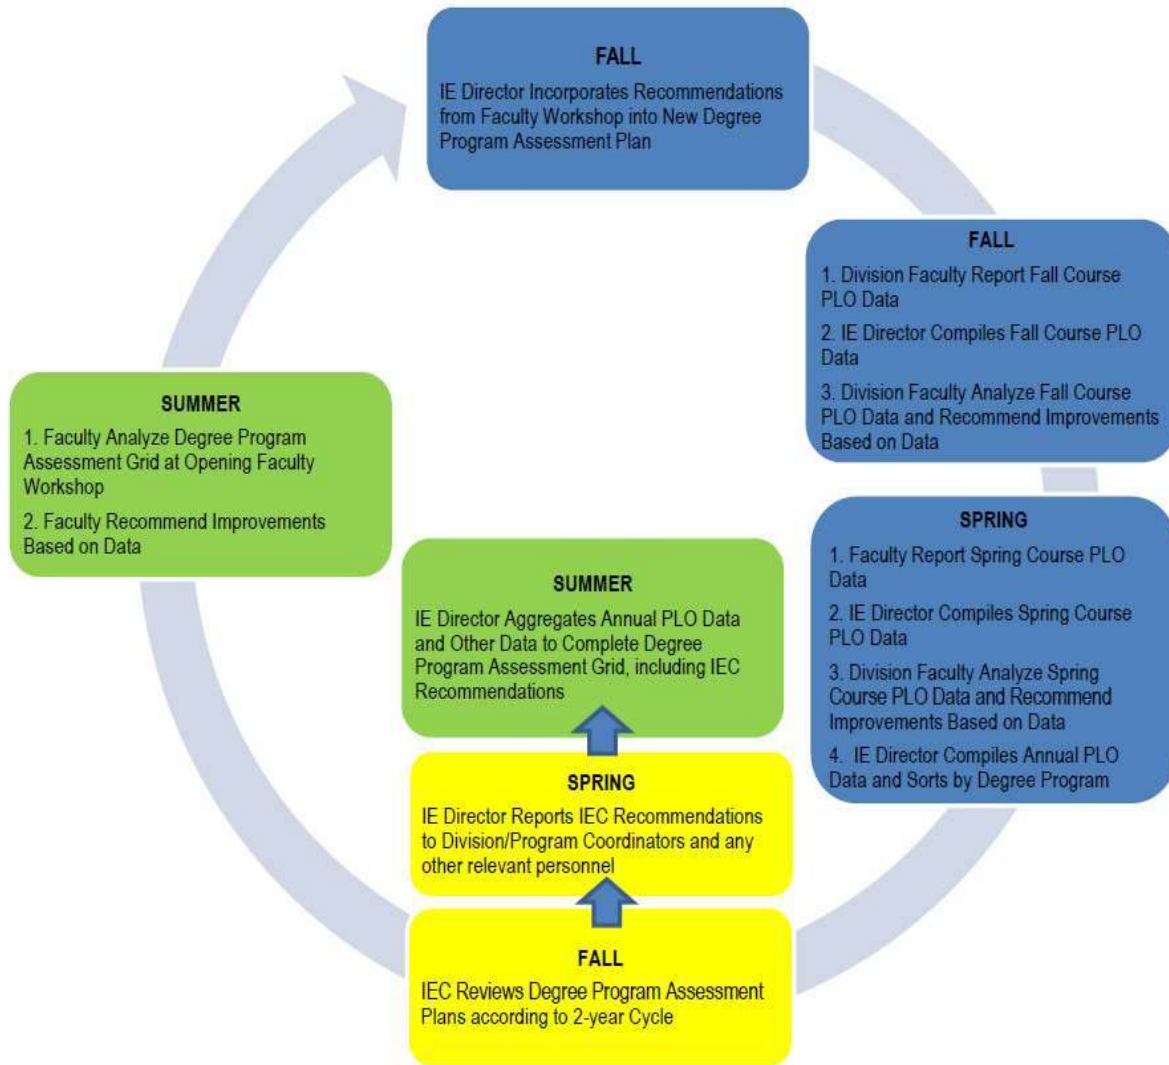 FALL
IE Director Incorporates Recommendations
from Faculty Workshop into New Degree
Program Assessment Plan
FALL
1. Division Faculty Report Fall Course
PLO Data
2. IE Director Compiles Fall Course PLO
Data
3. Division Faculty Analyze Fall Course
PLO Data and Recommend Improvements
Based on Data
SPRING
1. Faculty Report Spring Course PLO
Data
2. IE Director Compiles Spring Course
PLO Data
3. Division Faculty Analyze Spring
Course PLO Data and Recommend
Improvements Based on Data
4. IE Director Compiles Annual PLO
Data and Sorts by Degree Program
SUMMER
1. Faculty Analyze Degree Program
Assessment Grid at Opening Faculty
Workshop
2. Faculty Recommend Improvements
Based on Data
SUMMER
IE Director Aggregates Annual PLO Data
and Other Data to Complete Degree
Program Assessment Grid, including IEC
Recommendations
SPRING
IE Director Reports IEC Recommendations
to Division/Program Coordinators and any
other relevant personnel
FALL
IEC Reviews Degree Program Assessment
Plans according to 2-year Cycle